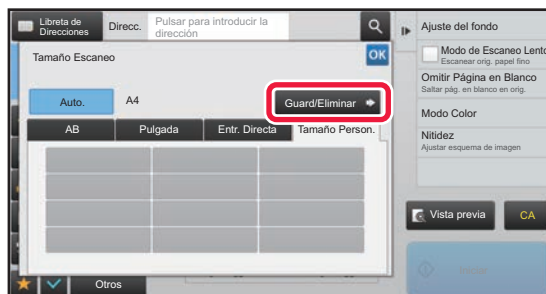 Libreta de
Direcciones
Direcc.
Pulsar para introducir la
dirección
Tamaño Escaneo
OK
Auto.
A4
Guard/Eliminar
AB
Pulgada
Entr. Directa
Tamaño Person.
Otros
Ajuste del fondo
Modo de Escaneo Lento
Escanear orig. papel fino
Omitir Página en Blanco
Saltar pág. en blanco en orig.
Modo Color
Nitidez
Ajustar esquema de imagen
Vista previa
CA